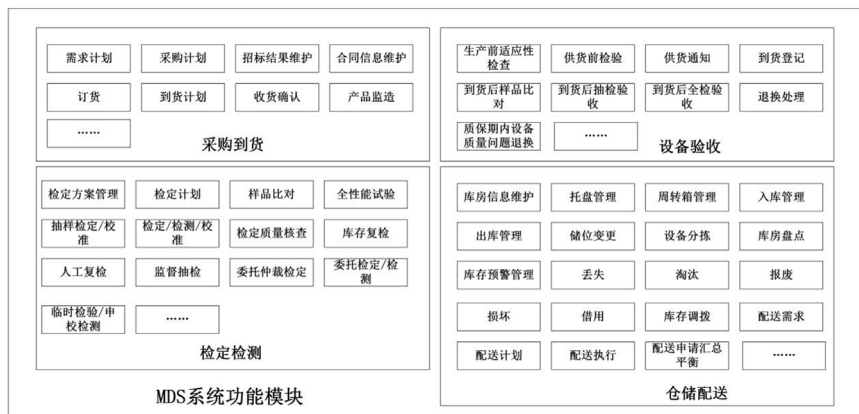 需求计划
采购计划
招标结果维护
合同信息维护
订货
到货计划
收货确认
产品监造
……
采购到货
生产前适应性
检查
供货前检验
供货通知
到货登记
到货后样品比
对
到货后抽检验
收
到货后全检验
收
退换处理
质保期内设备
质量问题退换
……
设备验收
检定方案管理
检定计划
样品比对
全性能试验
抽样检定/校
准
检定/检测/校
准
检定质量核查
库存复检
人工复检
监督抽检
委托仲裁检定
委托检定/检
测
临时检验/申
校检测
……
检定检测
库房信息维护
托盘管理
周转箱管理
入库管理
出库管理
储位变更
设备分拣
库房盘点
库存预警管理
丢失
淘汰
报废
损坏
借用
库存调拨
配送需求
配送计划
配送执行
配送申请汇总
平衡
……
仓储配送
MDS系统功能模块